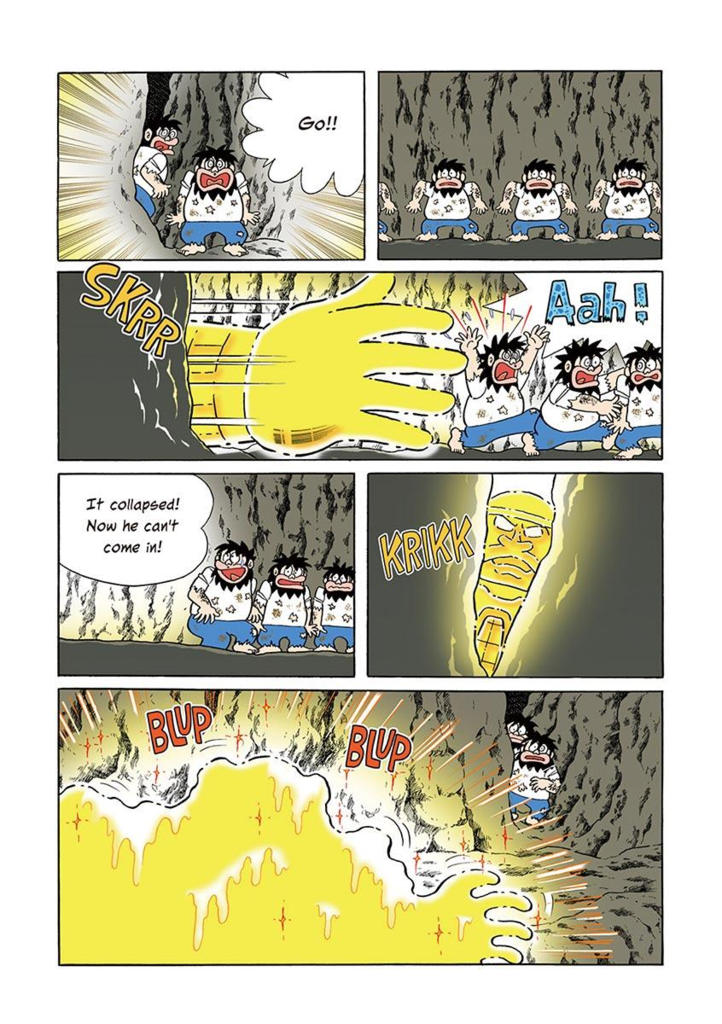 Go!!
SKRR
Aah!
It collapsed!
Now he can't
come in!
KRIKK
BLUP
BLUP